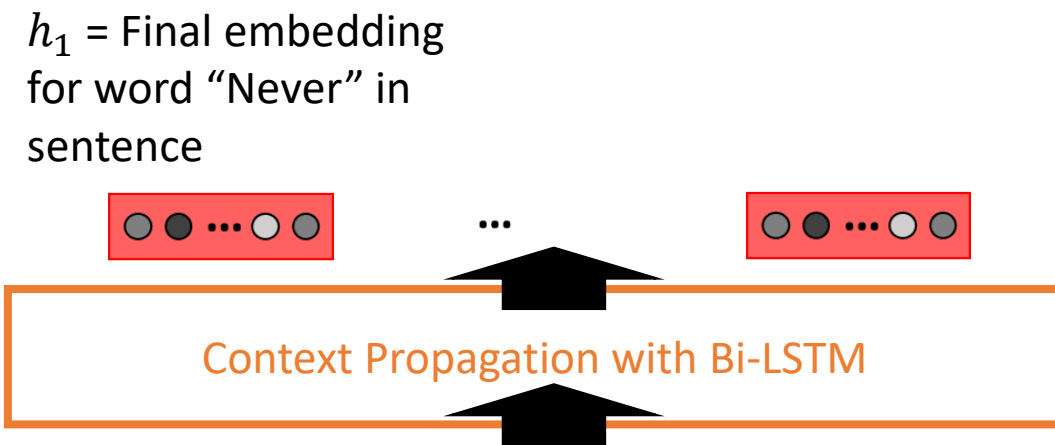 h₁ = Final embedding
for word “Never” in
sentence
... ... ...
Context Propagation with Bi-LSTM